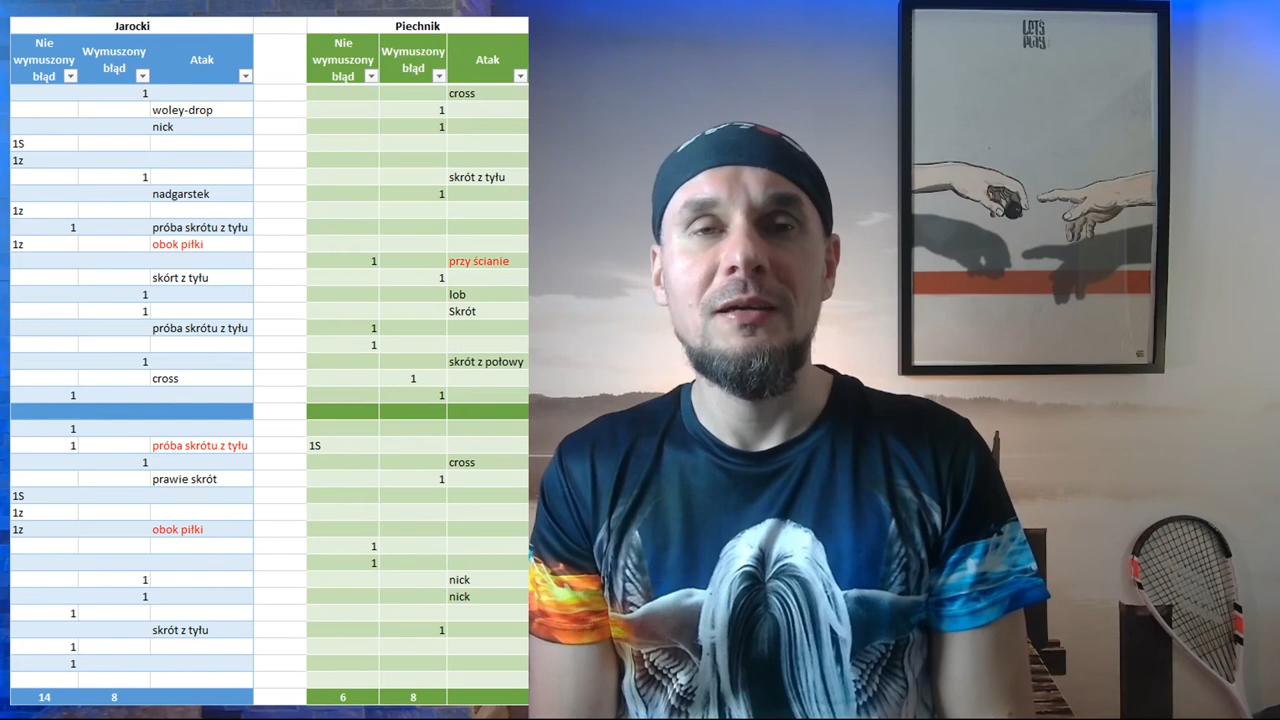 Jarocki Piechnik
Nie wymuszony błąd Wymuszony błąd Atak Nie wymuszony błąd Wymuszony błąd Atak
1 cross
woley-drop 1
nick 1
1S
1z
1 skrót z tyłu
nadgarstek 1
1z
1 próba skrótu z tyłu
1z obok piłki
1 przy ścianie
skórt z tyłu 1
1 lob
1 Skrót
próba skrótu z tyłu 1
1
1 skrót z połowy
cross 1
1 1
1
1 próba skrótu z tyłu 1S
1 cross
prawie skrót 1
1S
1z
1z obok piłki
1
1
1 nick
1 nick
1
skrót z tyłu 1
1
1
14 8 6 8
LET'S
PLAY